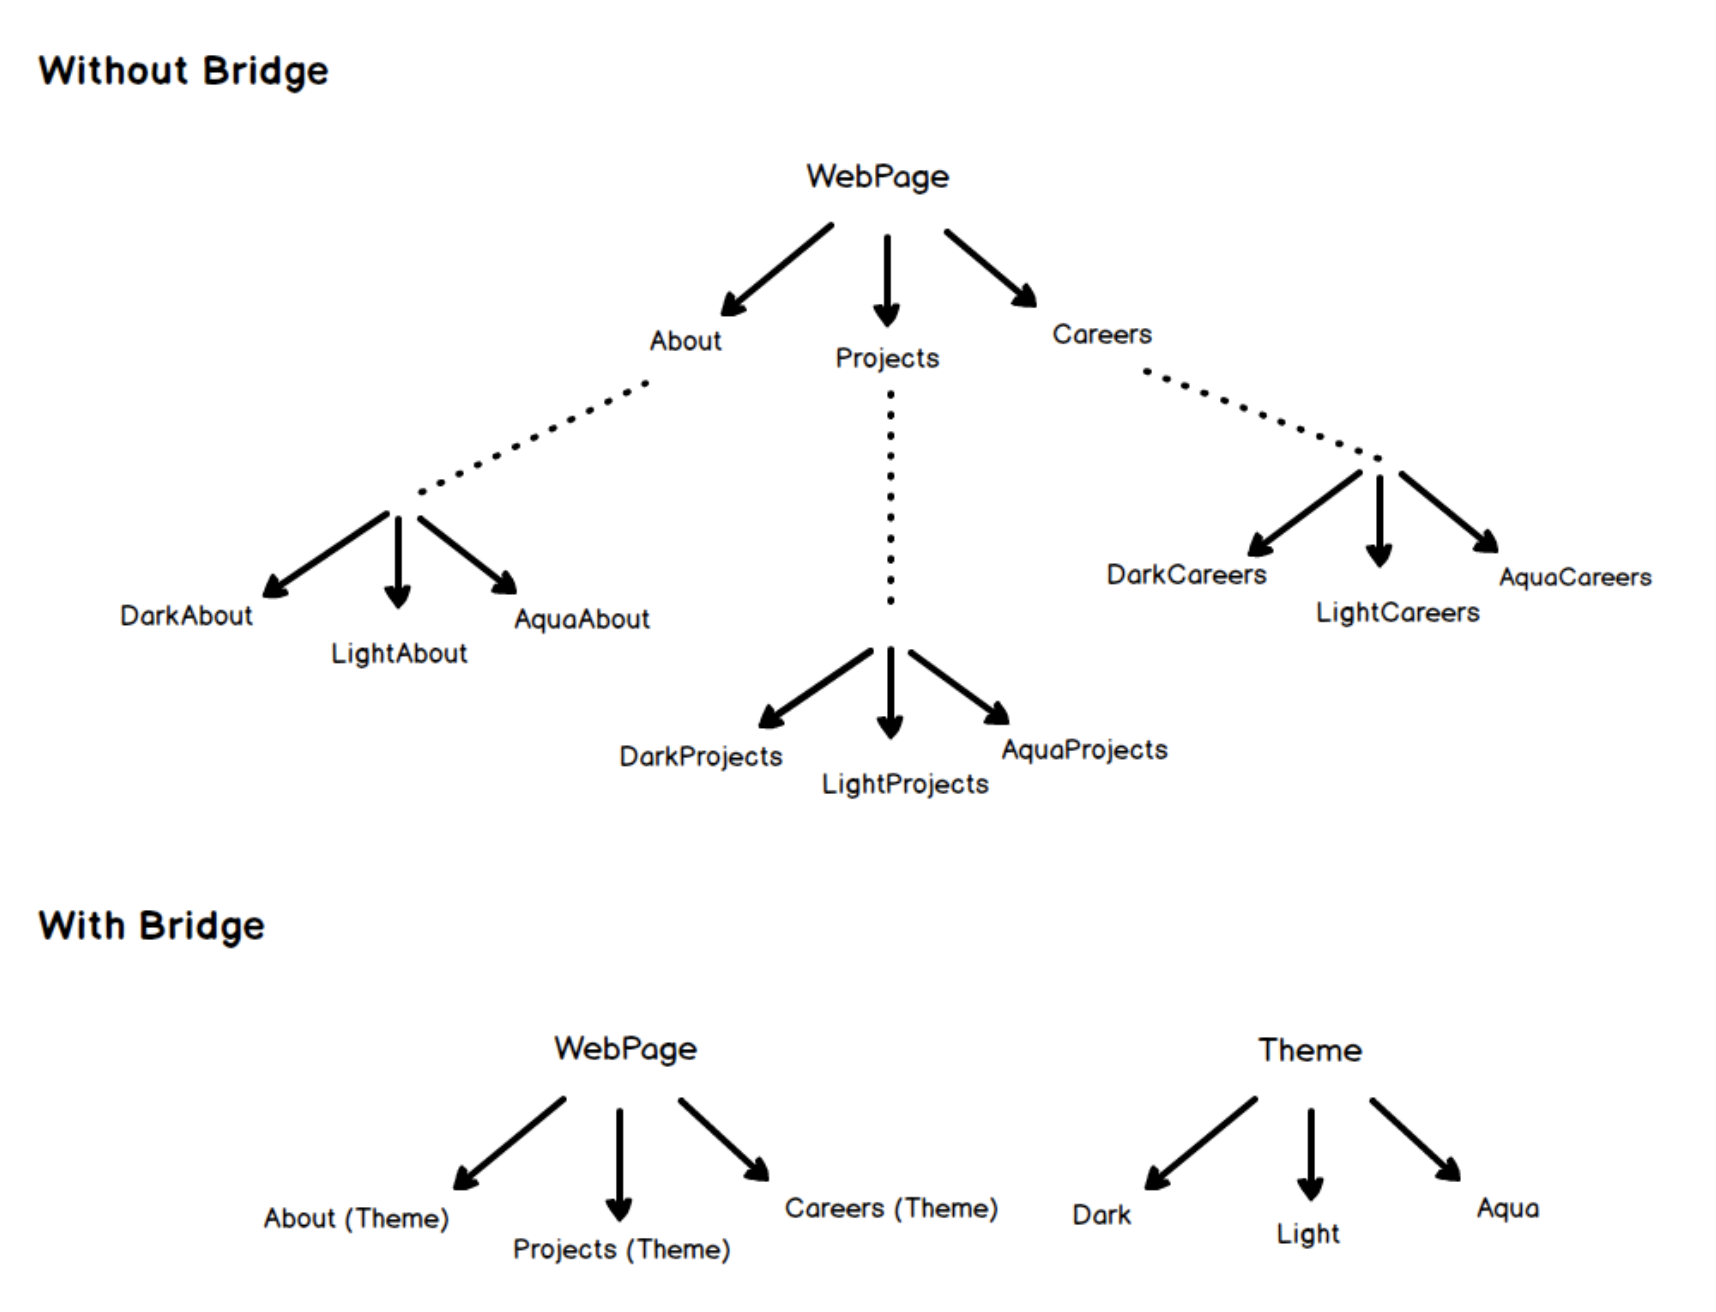 Without Bridge
WebPage
About
Projects
Careers
DarkAbout
LightAbout
AquaAbout
DarkProjects
LightProjects
AquaProjects
DarkCareers
LightCareers
AquaCareers
With Bridge
WebPage
About (Theme)
Projects (Theme)
Careers (Theme)
Theme
Dark
Light
Aqua